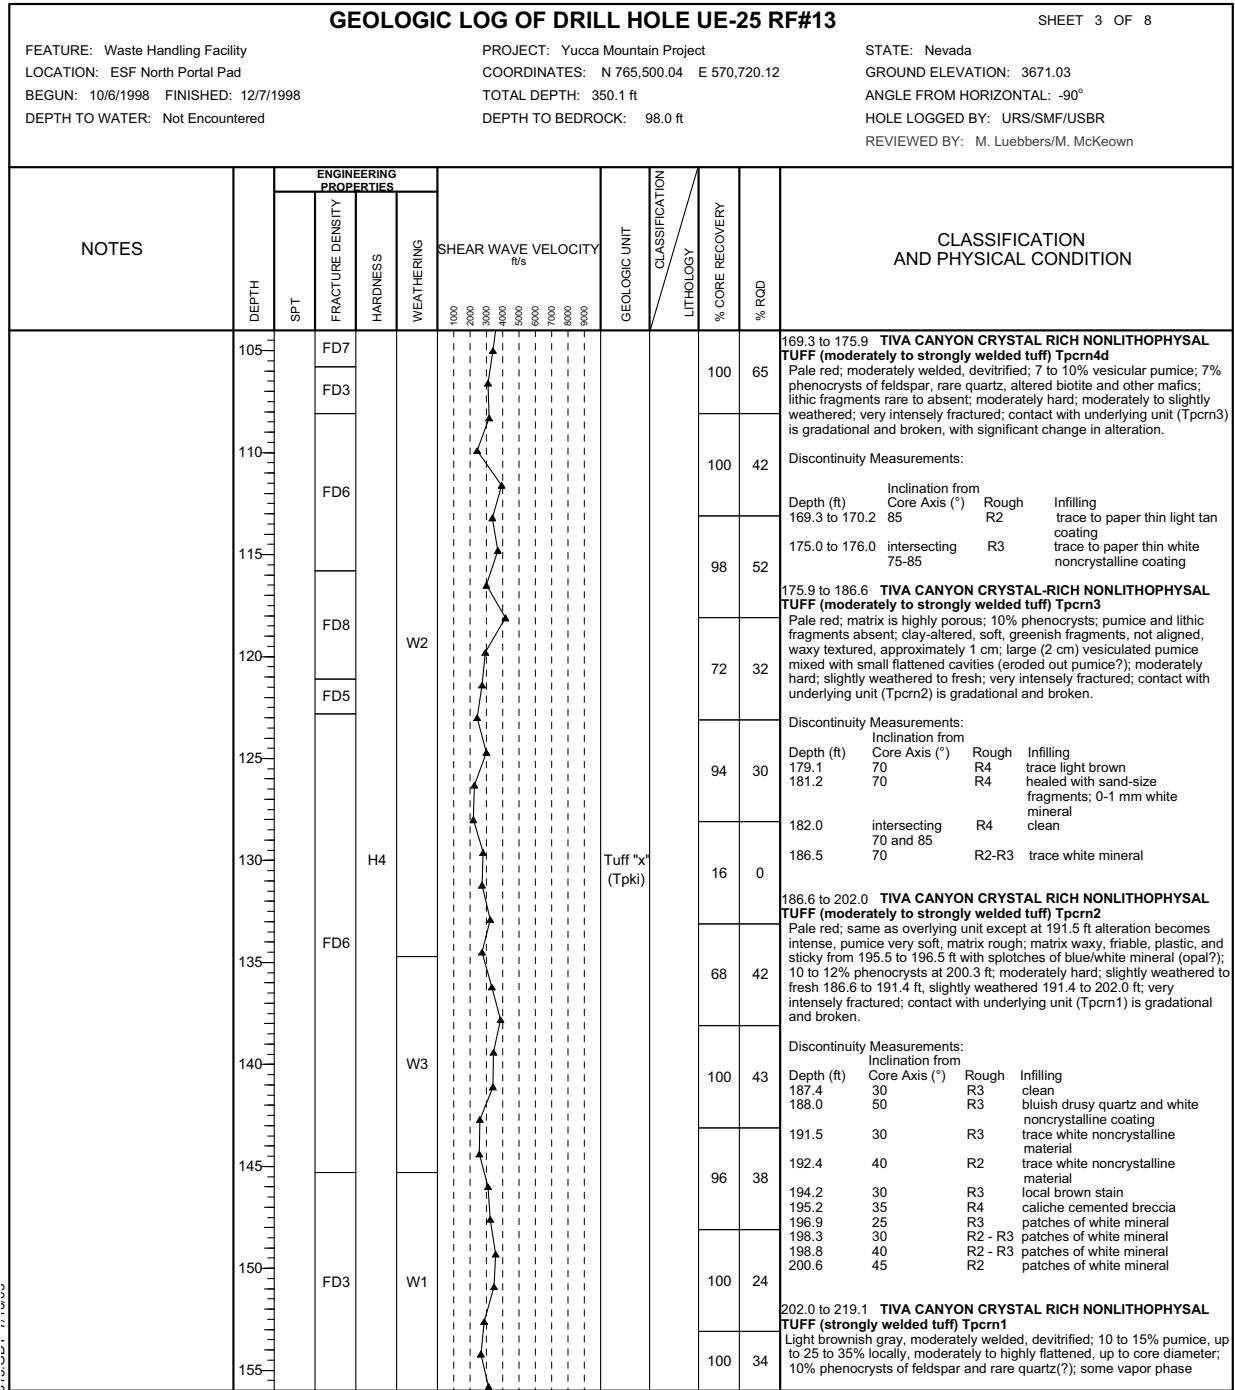 GEOLOGIC LOG OF DRILL HOLE UE-25 RF#13
SHEET 3 OF 8
FEATURE: Waste Handling Facility
PROJECT: Yucca Mountain Project
STATE: Nevada
LOCATION: ESF North Portal Pad
COORDINATES: N 765,500.04 E 570,720.12
GROUND ELEVATION: 3671.03
BEGUN: 10/6/1998 FINISHED: 12/7/1998
TOTAL DEPTH: 350.1 ft
ANGLE FROM HORIZONTAL: -90°
DEPTH TO WATER: Not Encountered
DEPTH TO BEDROCK: 98.0 ft
HOLE LOGGED BY: URS/SMF/USBR
REVIEWED BY: M. Luebbers/M. McKeown
NOTES
DEPTH
ENGINEERING
PROPERTIES
SPT
FRACTURE DENSITY
HARDNESS
WEATHERING
SHEAR WAVE VELOCITY
ft/s
1000 2000 3000 4000 5000 6000 7000 8000 9000
GEOLOGIC UNIT
CLASSIFICATION
LITHOLOGY
% CORE RECOVERY
% RQD
CLASSIFICATION
AND PHYSICAL CONDITION
105
110
115
120
125
130
135
140
145
150
155
FD7
FD3
FD6
FD8
FD5
FD6
FD3
H4
W2
W3
W1
Tuff "x"
(Tpki)
100 65
100 42
98 52
72 32
94 30
16 0
68 42
100 43
96 38
100 24
100 34
169.3 to 175.9 TIVA CANYON CRYSTAL RICH NONLITHOPHYSAL
TUFF (moderately to strongly welded tuff) Tpcrn4d
Pale red; moderately welded, devitrified; 7 to 10% vesicular pumice; 7%
phenocrysts of feldspar, rare quartz, altered biotite and other mafics;
lithic fragments rare to absent; moderately hard; moderately to slightly
weathered; very intensely fractured; contact with underlying unit (Tpcrn3)
is gradational and broken, with significant change in alteration.
Discontinuity Measurements:
Inclination from
Depth (ft) Core Axis (°) Rough Infilling
169.3 to 170.2 85 R2 trace to paper thin light tan
coating
175.0 to 176.0 intersecting R3 trace to paper thin white
75-85 noncrystalline coating
175.9 to 186.6 TIVA CANYON CRYSTAL-RICH NONLITHOPHYSAL
TUFF (moderately to strongly welded tuff) Tpcrn3
Pale red; matrix is highly porous; 10% phenocrysts; pumice and lithic
fragments absent; clay-altered, soft, greenish fragments, not aligned,
waxy textured, approximately 1 cm; large (2 cm) vesiculated pumice
mixed with small flattened cavities (eroded out pumice?); moderately
hard; slightly weathered to fresh; very intensely fractured; contact with
underlying unit (Tpcrn2) is gradational and broken.
Discontinuity Measurements:
Inclination from
Depth (ft) Core Axis (°) Rough Infilling
179.1 70 R4 trace light brown
181.2 70 R4 healed with sand-size
fragments; 0-1 mm white
mineral
182.0 intersecting R4 clean
70 and 85
186.5 70 R2-R3 trace white mineral
186.6 to 202.0 TIVA CANYON CRYSTAL RICH NONLITHOPHYSAL
TUFF (moderately to strongly welded tuff) Tpcrn2
Pale red; same as overlying unit except at 191.5 ft alteration becomes
intense, pumice very soft, matrix rough; matrix waxy, friable, plastic, and
sticky from 195.5 to 196.5 ft with splotches of blue/white mineral (opal?);
10 to 12% phenocrysts at 200.3 ft; moderately hard; slightly weathered to
fresh 186.6 to 191.4 ft, slightly weathered 191.4 to 202.0 ft; very
intensely fractured; contact with underlying unit (Tpcrn1) is gradational
and broken.
Discontinuity Measurements:
Inclination from
Depth (ft) Core Axis (°) Rough Infilling
187.4 30 R3 clean
188.0 50 R3 bluish drusy quartz and white
noncrystalline coating
191.5 30 R3 trace white noncrystalline
material
192.4 40 R2 trace white noncrystalline
material
194.2 30 R3 local brown stain
195.2 35 R4 caliche cemented breccia
196.9 25 R3 patches of white mineral
198.3 30 R2 - R3 patches of white mineral
198.8 40 R2 - R3 patches of white mineral
200.6 45 R2 patches of white mineral
202.0 to 219.1 TIVA CANYON CRYSTAL RICH NONLITHOPHYSAL
TUFF (strongly welded tuff) Tpcrn1
Light brownish gray, moderately welded, devitrified; 10 to 15% pumice, up
to 25 to 35% locally, moderately to highly flattened, up to core diameter;
10% phenocrysts of feldspar and rare quartz(?); some vapor phase